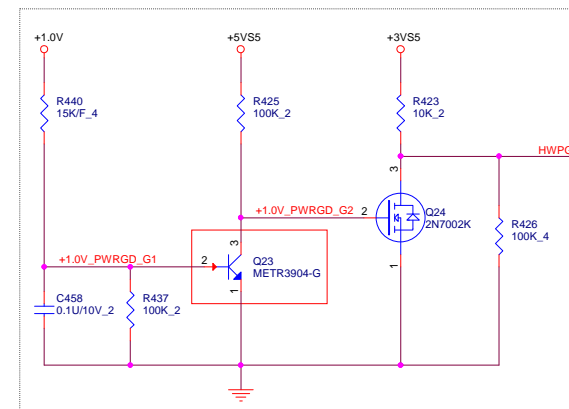 +1.0V
+5VS5
+3VS5
R440
15K/F_4
R425
100K_2
R423
10K_2
HWPG
3
+1.0V_PWRGD_G2
2
Q24
2N7002K
R426
100K_4
+1.0V_PWRGD_G1
2
3
Q23
METR3904-G
1
1
C458
0.1U/10V_2
R437
100K_2